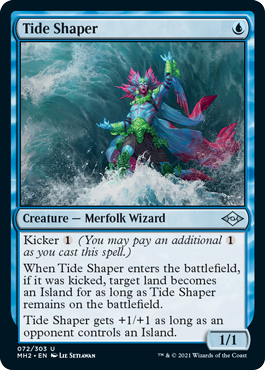 Tide Shaper
Creature — Merfolk Wizard
Kicker 1 (You may pay an additional 1
as you cast this spell.)
When Tide Shaper enters the battlefield,
if it was kicked, target land becomes
an Island for as long as Tide Shaper
remains on the battlefield.
Tide Shaper gets +1/+1 as long as an
opponent controls an Island.
1/1
072/303 U
MH2 • EN Lie Setiawan
™ & © 2021 Wizards of the Coast